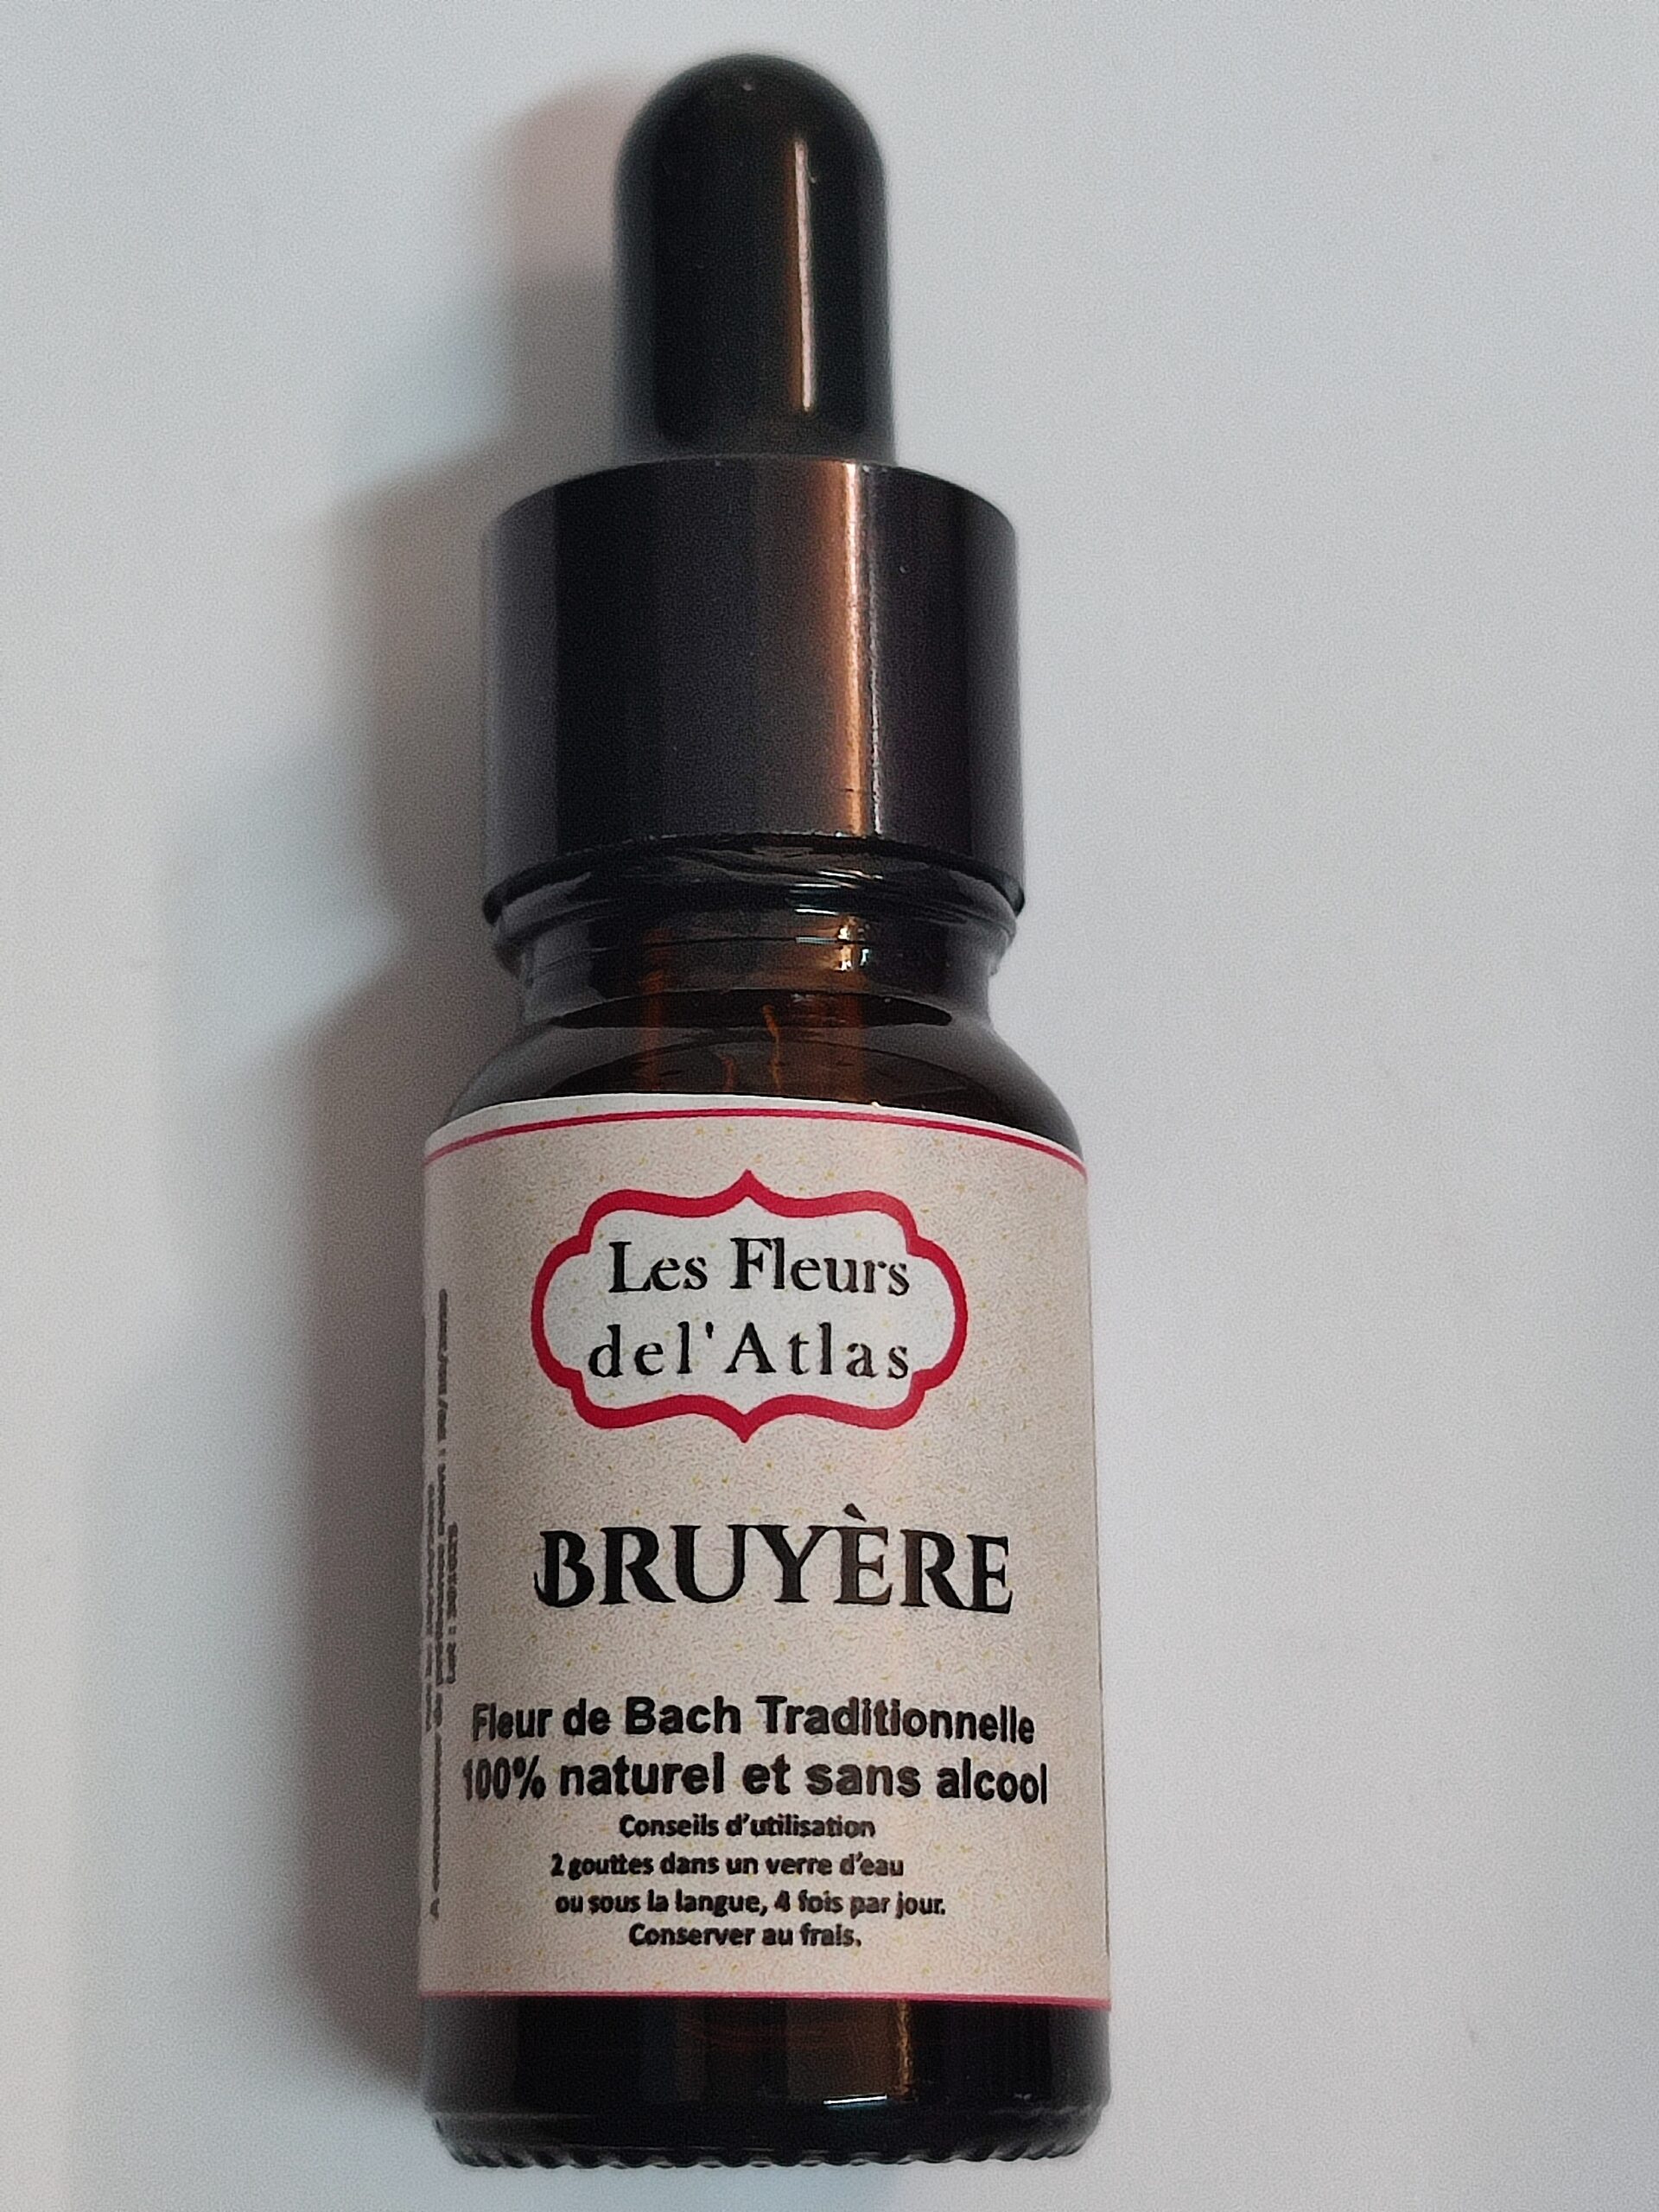 Les Fleurs
del'Atlas
BRUYÈRE
Fleur de Bach Traditionnelle
100% naturel et sans alcool
Conseils d'utilisation
2 gouttes dans un verre d'eau
ou sous la langue, 4 fois par jour.
Conserver au frais.